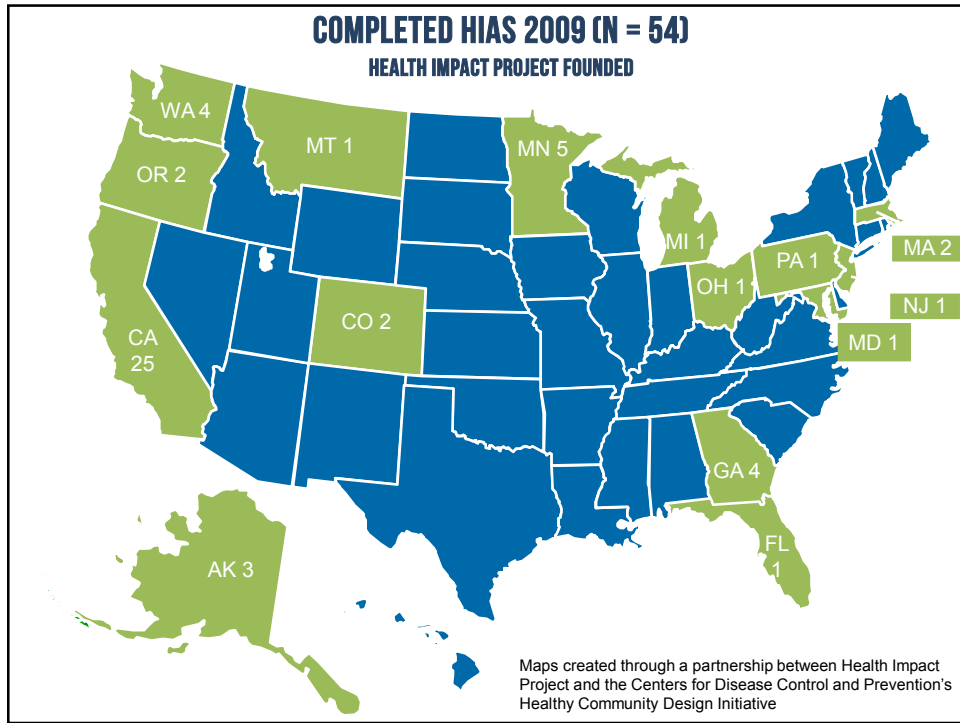 COMPLETED HIAS 2009 (N = 54)
HEALTH IMPACT PROJECT FOUNDED
WA 4
MT 1
MN 5
OR 2
MI 1
MA 2
PA 1
OH 1
NJ 1
CO 2
CA
25
MD 1
GA 4
FL
1
AK 3
Maps created through a partnership between Health Impact
Project and the Centers for Disease Control and Prevention's
Healthy Community Design Initiative